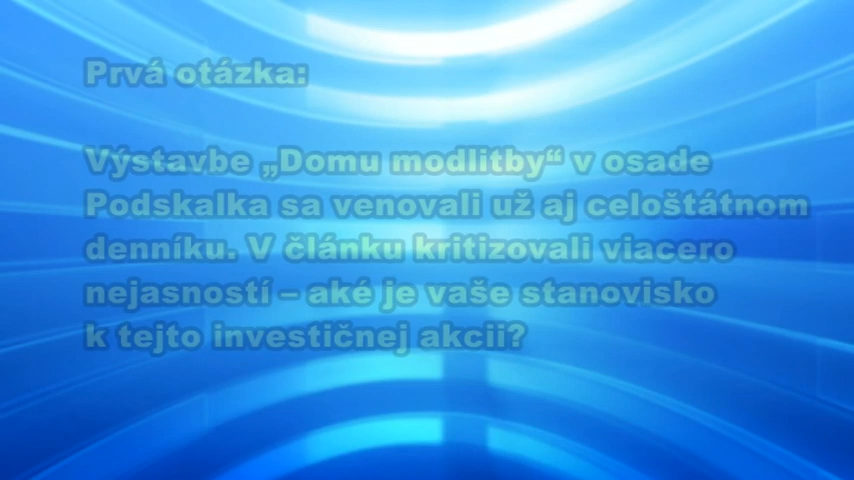 Prvá otázka:
Výstavbe „Domu modlitby“ v osade
Podskalka sa venovali už aj celoštátnom
denníku. V článku kritizovali viacero
nejasností – aké je vaše stanovisko
k tejto investičnej akcii?